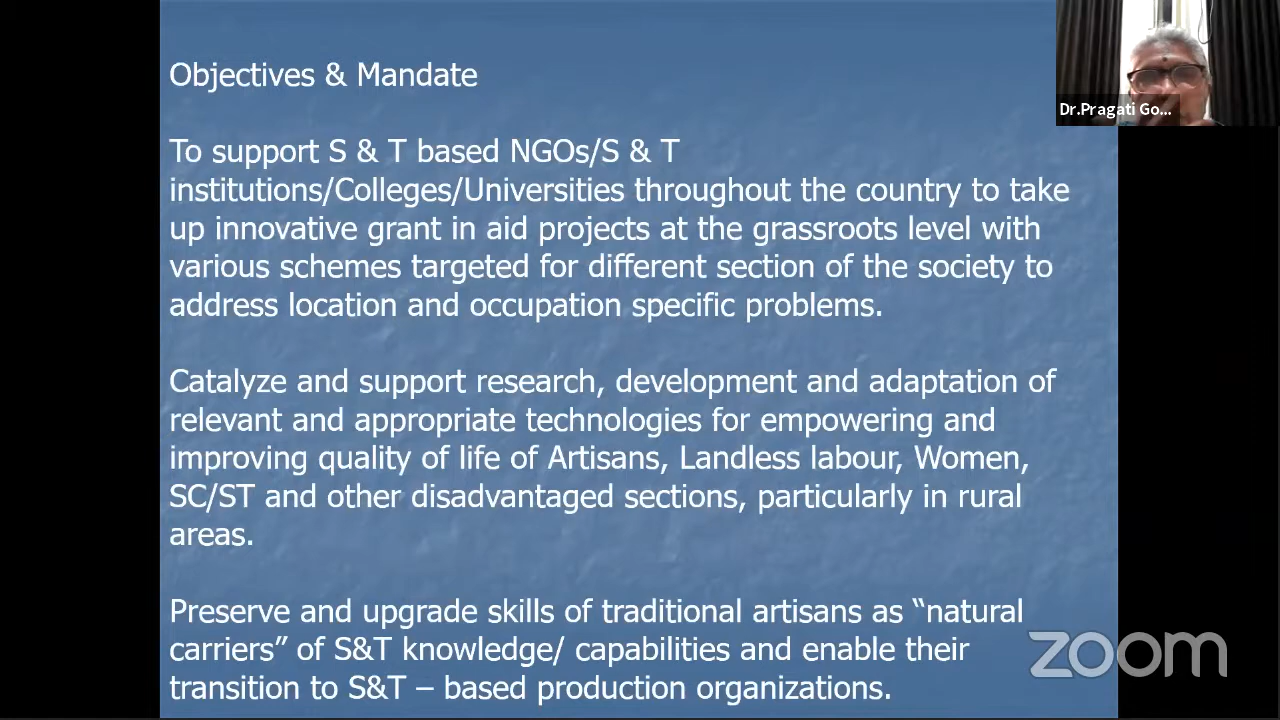 Objectives & Mandate
To support S & T based NGOs/S & T
institutions/Colleges/Universities throughout the country to take
up innovative grant in aid projects at the grassroots level with
various schemes targeted for different section of the society to
address location and occupation specific problems.
Catalyze and support research, development and adaptation of
relevant and appropriate technologies for empowering and
improving quality of life of Artisans, Landless labour, Women,
SC/ST and other disadvantaged sections, particularly in rural
areas.
Preserve and upgrade skills of traditional artisans as “natural
carriers” of S&T knowledge/ capabilities and enable their
transition to S&T – based production organizations.
Dr.Pragati Go...
zoom